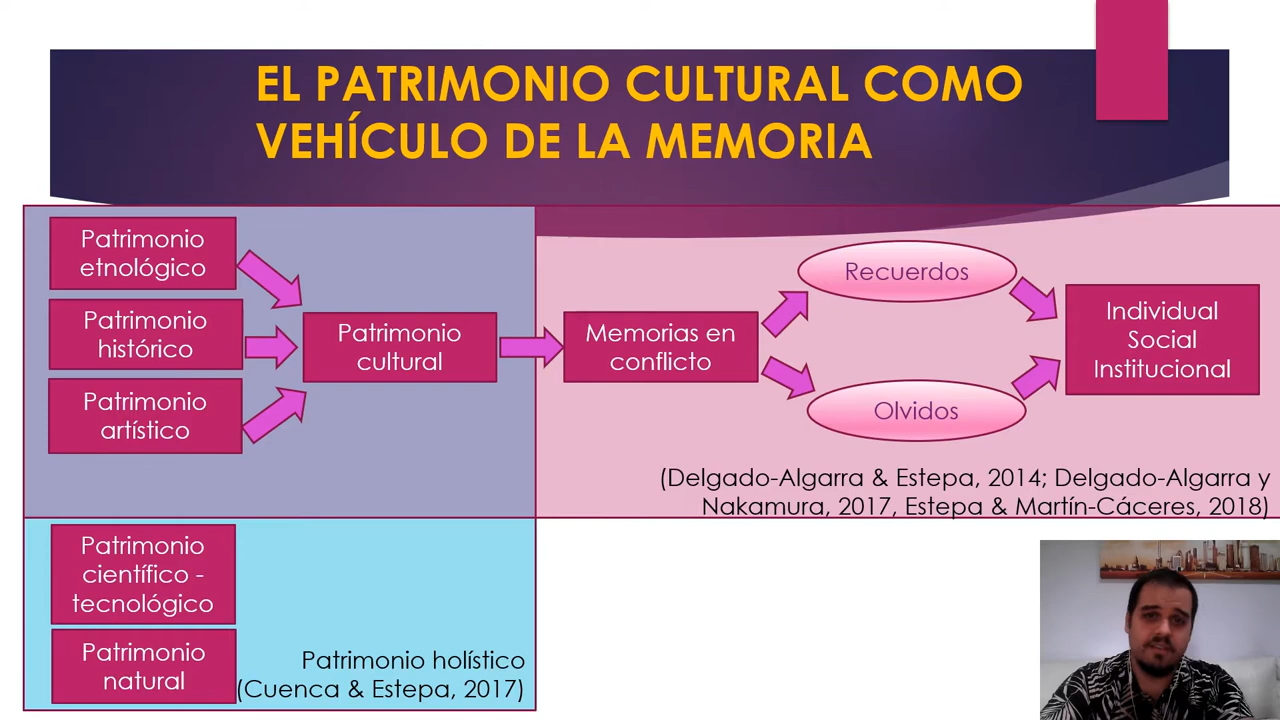 EL PATRIMONIO CULTURAL COMO
VEHÍCULO DE LA MEMORIA
Patrimonio
etnológico
Patrimonio
histórico
Patrimonio
artístico
Patrimonio
cultural
Memorias en
conflicto
Recuerdos
Olvidos
Individual
Social
Institucional
(Delgado-Algarra & Estepa, 2014; Delgado-Algarra y
Nakamura, 2017, Estepa & Martín-Cáceres, 2018)
Patrimonio
científico -
tecnológico
Patrimonio
natural
Patrimonio holístico
(Cuenca & Estepa, 2017)